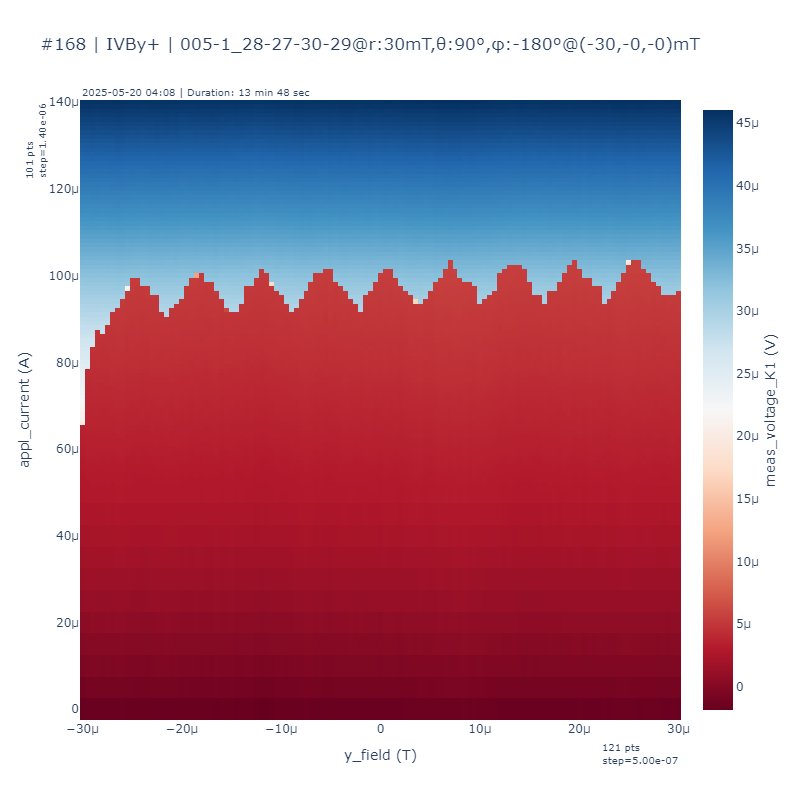 #168 | IVBy+ | 005-1_28-27-30-29@r:30mT,θ:90°,φ:-180°@(-30,-0,-0)mT
2025-05-20 04:08 | Duration: 13 min 48 sec
101 pts
step=1.40e-06
140μ
120μ
100μ
80μ
60μ
40μ
20μ
0
appl_current (A)
−30μ
−20μ
−10μ
0
10μ
20μ
30μ
y_field (T)
121 pts
step=5.00e-07
45μ
40μ
35μ
30μ
25μ
20μ
15μ
10μ
5μ
0
meas_voltage_K1 (V)